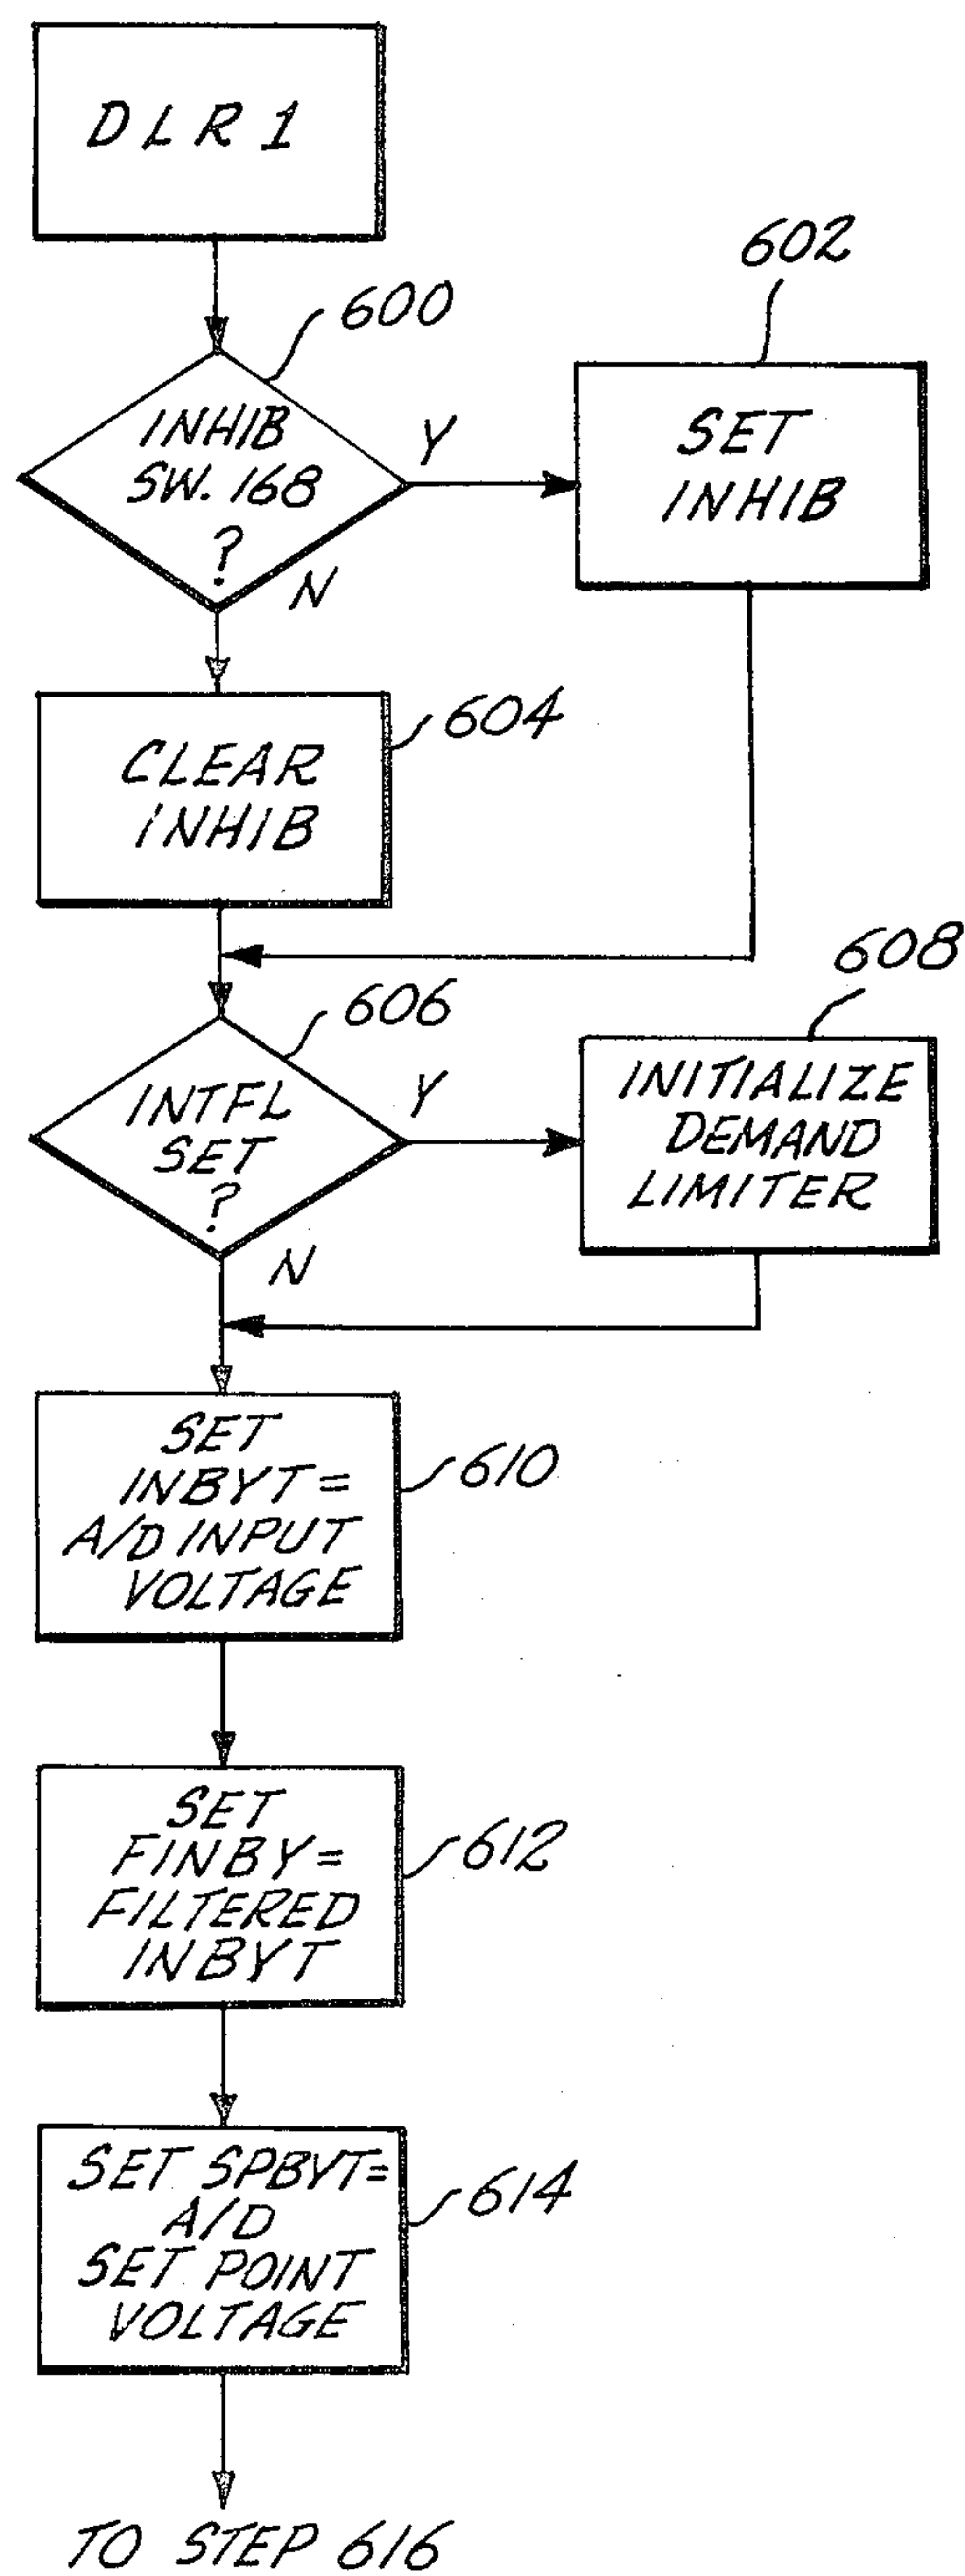 DLR 1
600
INHIB
SW. 168
?
Y
N
602
SET
INHIB
604
CLEAR
INHIB
606
INTFL
SET
?
Y
N
608
INITIALIZE
DEMAND
LIMITER
610
SET
INBYT=
A/D INPUT
VOLTAGE
612
SET
FINBY=
FILTERED
INBYT
614
SET SPBYT=
A/D
SET POINT
VOLTAGE
TO STEP 616